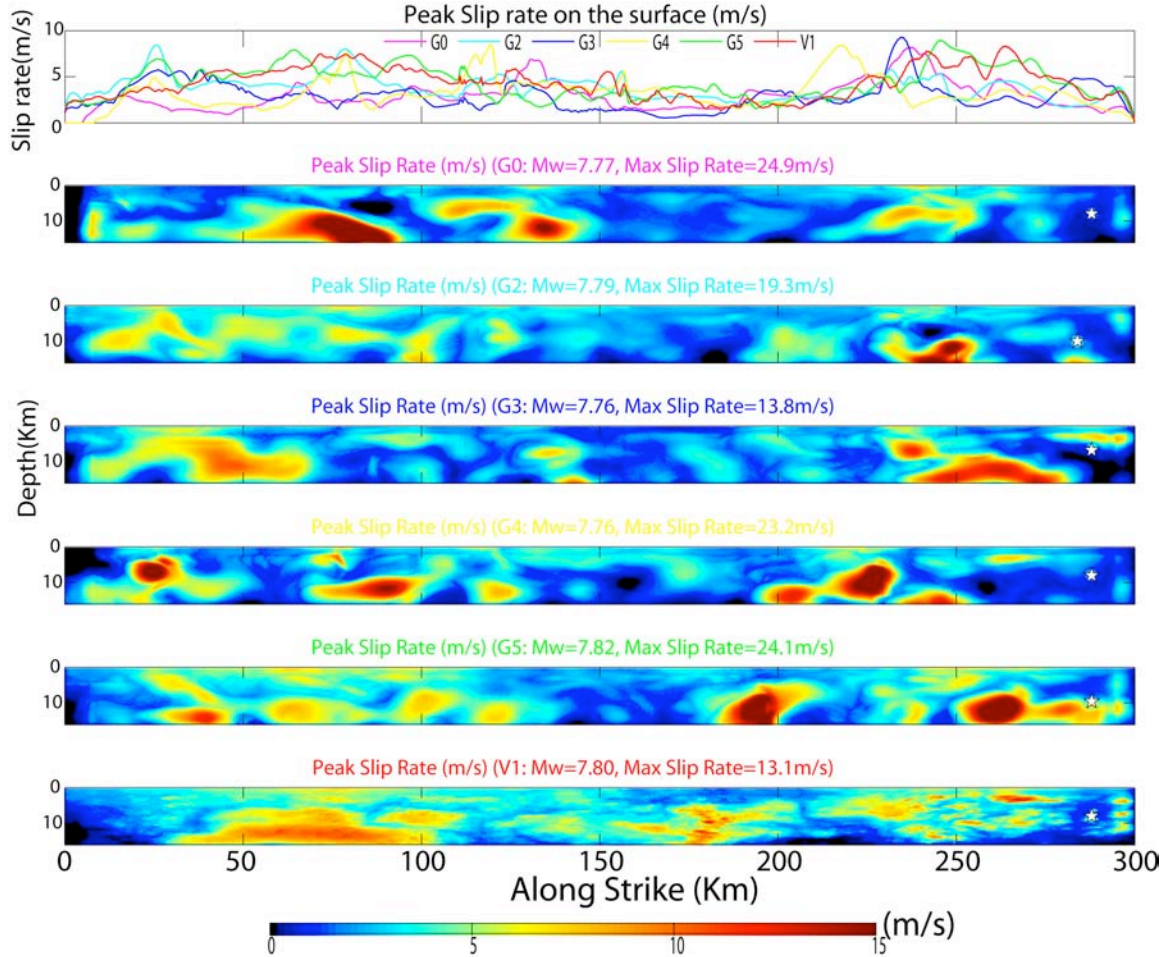 Peak Slip rate on the surface (m/s)
Slip rate(m/s)
10
5
0
G0 G2 G3 G4 G5 V1
Peak Slip Rate (m/s) (G0: Mw=7.77, Max Slip Rate=24.9m/s)
0
10
Peak Slip Rate (m/s) (G2: Mw=7.79, Max Slip Rate=19.3m/s)
0
10
Peak Slip Rate (m/s) (G3: Mw=7.76, Max Slip Rate=13.8m/s)
0
10
Depth(Km)
Peak Slip Rate (m/s) (G4: Mw=7.76, Max Slip Rate=23.2m/s)
0
10
Peak Slip Rate (m/s) (G5: Mw=7.82, Max Slip Rate=24.1m/s)
0
10
Peak Slip Rate (m/s) (V1: Mw=7.80, Max Slip Rate=13.1m/s)
0
10
0 50 100 150 200 250 300
Along Strike (Km)
(m/s)
0 5 10 15